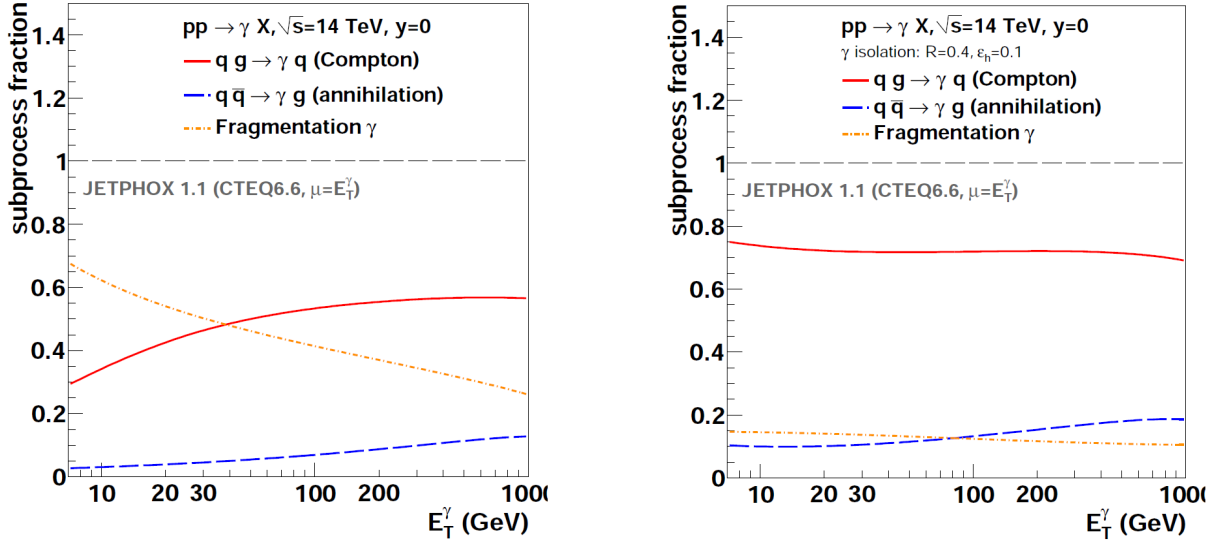 pp → γ X, √s=14 TeV, y=0
q g → γ q (Compton)
q q̅ → γ g (annihilation)
Fragmentation γ
JETPHOX 1.1 (CTEQ6.6, μ=E_T^γ)
subprocess fraction
1.4
1.2
1
0.8
0.6
0.4
0.2
0
10
20
30
100
200
1000
E_T^γ (GeV)
pp → γ X, √s=14 TeV, y=0
γ isolation: R=0.4, ε_h=0.1
q g → γ q (Compton)
q q̅ → γ g (annihilation)
Fragmentation γ
JETPHOX 1.1 (CTEQ6.6, μ=E_T^γ)
subprocess fraction
1.4
1.2
1
0.8
0.6
0.4
0.2
0
10
20
30
100
200
1000
E_T^γ (GeV)